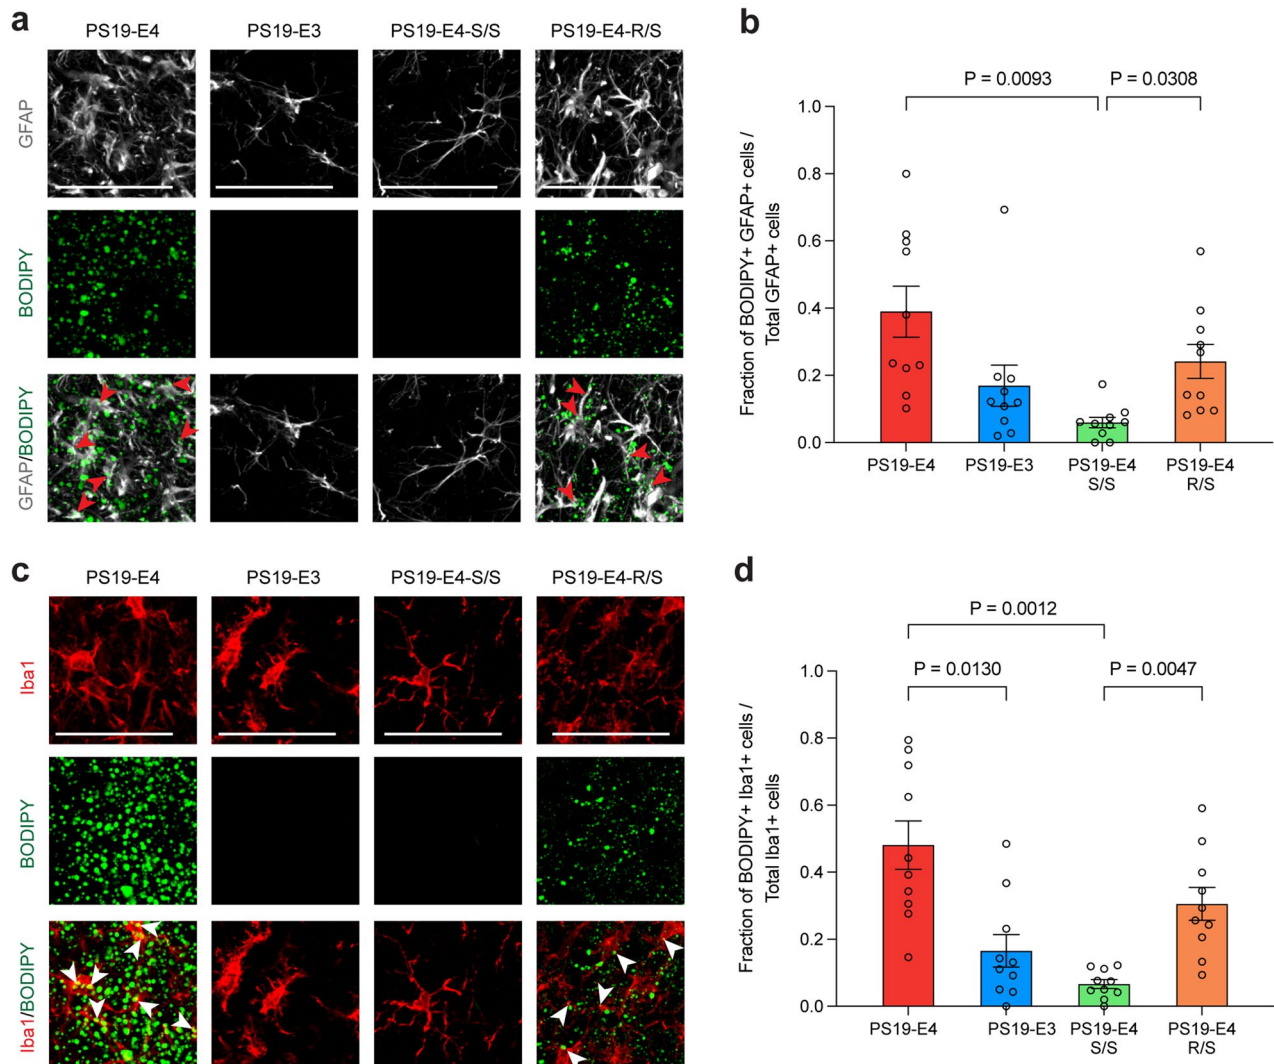 a
PS19-E4 PS19-E3 PS19-E4-S/S PS19-E4-R/S
GFAP
BODIPY
GFAP/BODIPY
b
P = 0.0093 P = 0.0308
Fraction of BODIPY+ GFAP+ cells /
Total GFAP+ cells
1.0
0.8
0.6
0.4
0.2
0.0
PS19-E4 PS19-E3 PS19-E4 PS19-E4
S/S R/S
c
PS19-E4 PS19-E3 PS19-E4-S/S PS19-E4-R/S
Iba1
BODIPY
Iba1/BODIPY
d
P = 0.0012
P = 0.0130 P = 0.0047
Fraction of BODIPY+ Iba1+ cells /
Total Iba1+ cells
1.0
0.8
0.6
0.4
0.2
0.0
PS19-E4 PS19-E3 PS19-E4 PS19-E4
S/S R/S